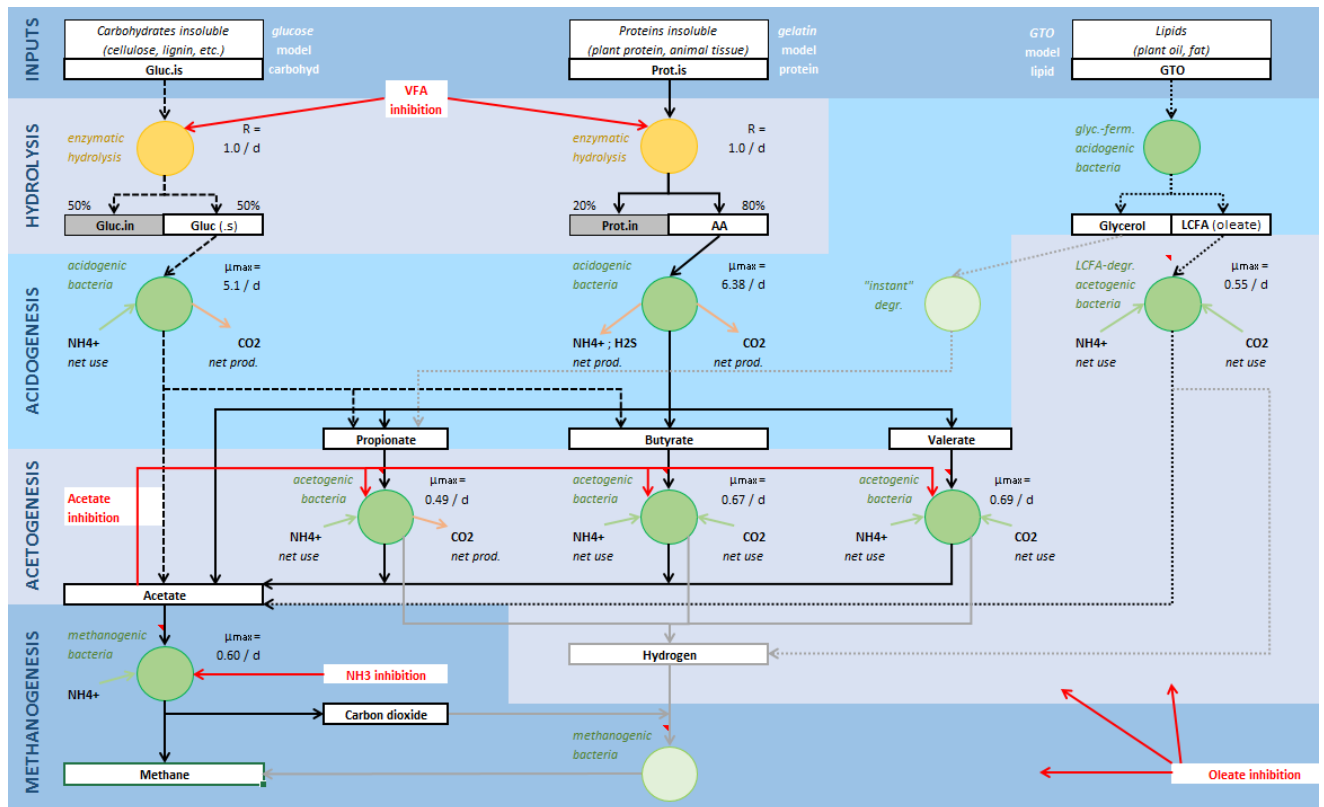 INPUTS
Carbohydrates insoluble
(cellulose, lignin, etc.)
Gluc.is
glucose
model
carbohyd
Proteins insoluble
(plant protein, animal tissue)
Prot.is
gelatin
model
protein
GTO
model
lipid
Lipids
(plant oil, fat)
GTO
VFA
inhibition
HYDROLYSIS
enzymatic
hydrolysis
R =
1.0 / d
enzymatic
hydrolysis
R =
1.0 / d
glyc.-ferm.
acidogenic
bacteria
50%
50%
Gluc.in
Gluc (.s)
20%
80%
Prot.in
AA
Glycerol
LCFA (oleate)
ACIDOGENESIS
acidogenic
bacteria
μmax =
5.1 / d
NH4+
net use
CO2
net prod.
acidogenic
bacteria
μmax =
6.38 / d
NH4+ ; H2S
net prod.
CO2
net prod.
"instant"
degr.
LCFA-degr.
acetogenic
bacteria
μmax =
0.55 / d
NH4+
net use
CO2
net use
Propionate
Butyrate
Valerate
ACETOGENESIS
Acetate
inhibition
acetogenic
bacteria
μmax =
0.49 / d
NH4+
net use
CO2
net prod.
acetogenic
bacteria
μmax =
0.67 / d
NH4+
net use
CO2
net use
acetogenic
bacteria
μmax =
0.69 / d
NH4+
net use
CO2
net use
Acetate
METHANOGENESIS
methanogenic
bacteria
μmax =
0.60 / d
NH4+
NH3 inhibition
Hydrogen
Carbon dioxide
methanogenic
bacteria
Methane
Oleate inhibition